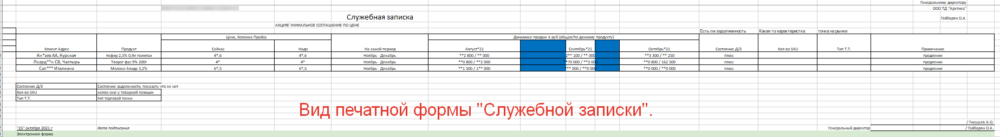 Генеральному директору
ООО ТД "Арктика"
Служебная записка
Гайбарян О.А.
АКЦИЯ/ УНИКАЛЬНОЕ СОГЛАШЕНИЕ ПО ЦЕНЕ
Есть ли задолженность Какая то характеристка точка на рынке
Цена, Колонка Прайса Динамика продаж в руб (общая/по данному продукту)
Клиент Адрес Продукт Сейчас Надо На какой период Август*21 Сентябрь*21 Октябрь*21 Состояние Д/З Кол-во SKU Тип Т.Т. Примечание
Кн*зев АА, Курская Кефир 2,5% 0,9л полипак 4*,6 4*,6 Ноябрь - Декабрь **2 800 / ** 000 2** 100 / ** 000 **3 300 / ** 250 плюс продление
Псард**н СВ, Чалтырь Творог фас 9% 200г 4* 4* Ноябрь - Декабрь **0 800 / **2 000 **70 000 / **3 000 **0 800 / 162 500 плюс продление
Сап*** Италиано Молоко Авида 3,2% 6*,5 6*,5 Ноябрь - Декабрь **1 500 / 1** 000 *** 000 / **0 000 **0 000 / **0 000 плюс продление
Состояние Д/З Состояние задолжности, показать что ее нет
Кол-во SKU колво скю у товарной позиции
Тип Т.Т. тип торговой точки
Вид печатной формы "Служебной записки".
/ Гнеушев А.О.
"25" октября 2021 г дата подписания Генеральный директор / Гайбарян О.А.
Электронная форма